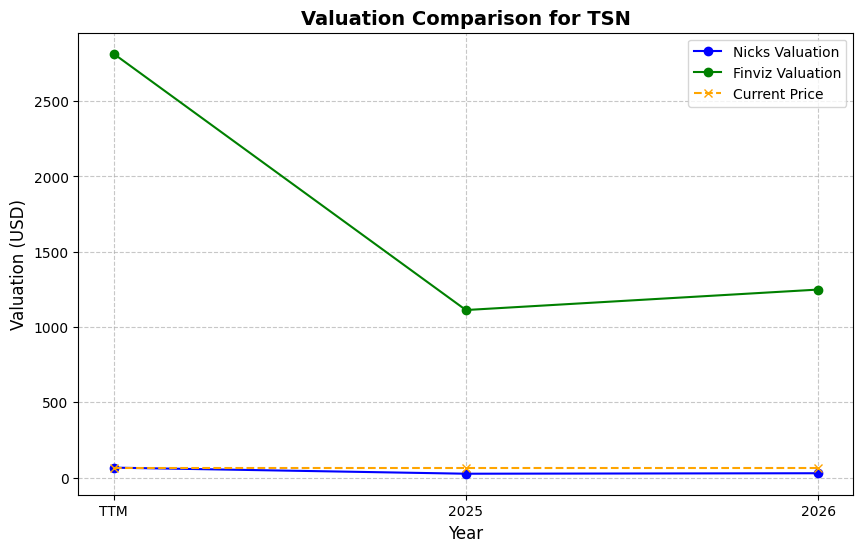 Valuation Comparison for TSN
Nicks Valuation
Finviz Valuation
Current Price
Valuation (USD)
2500
2000
1500
1000
500
0
TTM
2025
2026
Year